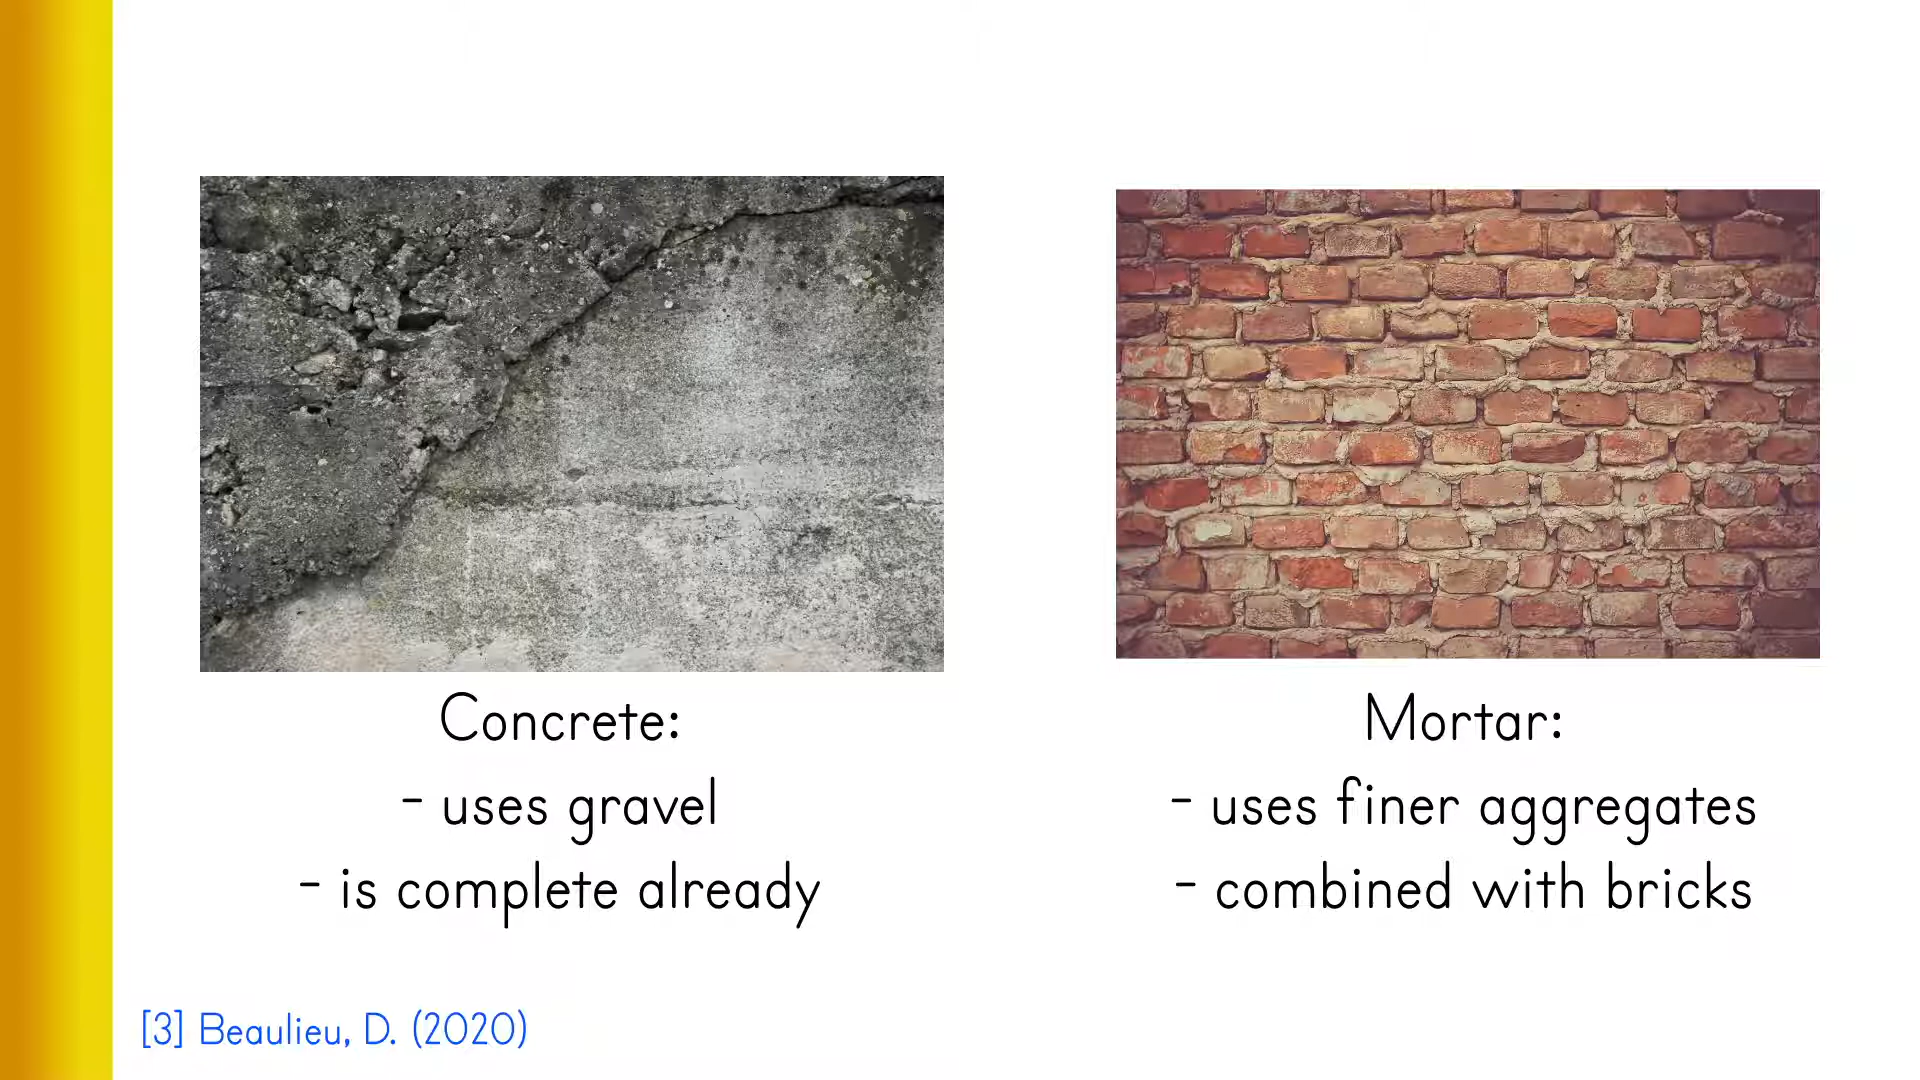 Concrete:
- uses gravel
- is complete already
Mortar:
- uses finer aggregates
- combined with bricks
[3] Beaulieu, D. (2020)